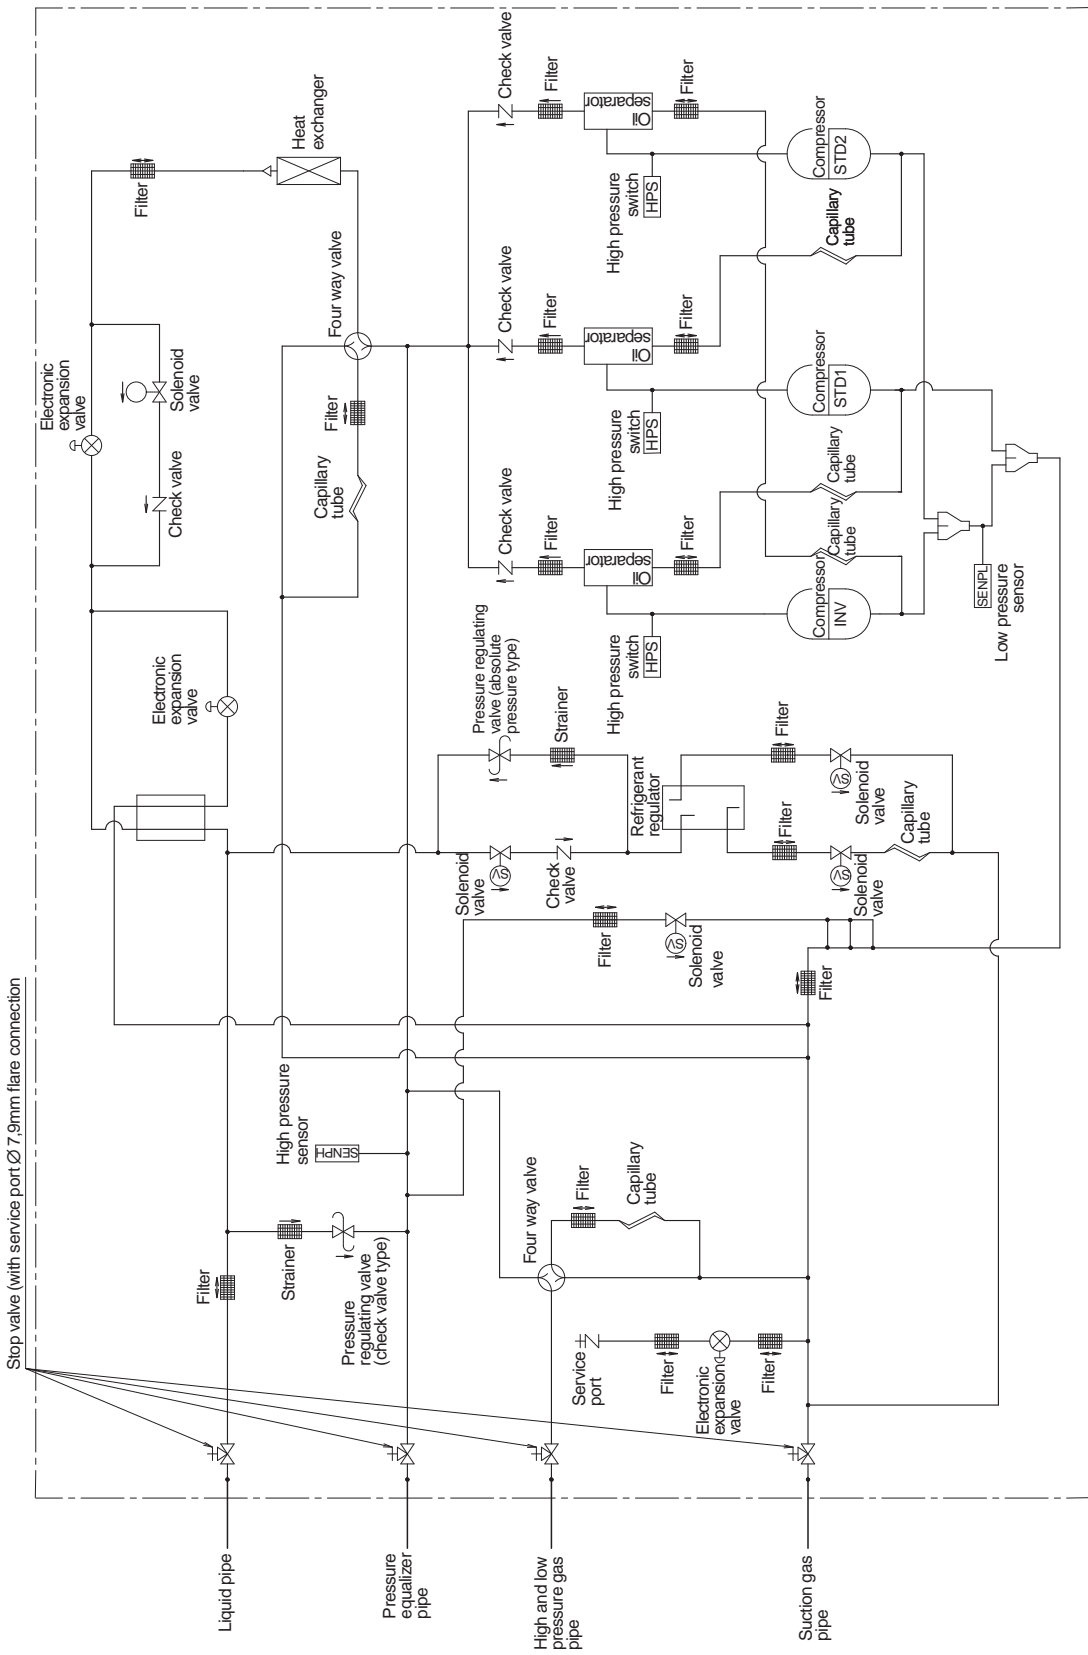 Stop valve (with service port Ø 7,9mm flare connection
Electronic
expansion
valve
Solenoid
valve
Check valve
Filter
Heat
exchanger
Electronic
expansion
valve
Liquid pipe
Filter
Strainer
High pressure
sensor
SENPH
Pressure
regulating valve
(check valve type)
Capillary
tube
Filter
Four way valve
Pressure
equalizer
pipe
Pressure regulating
valve (absolute
pressure type)
Strainer
Solenoid
valve
SV
Check
valve
Check valve
Check valve
Check valve
Filter
Filter
Filter
High and low
pressure gas
pipe
Four way valve
Filter
Capillary
tube
Service
port
Filter
Electronic
expansion
valve
Filter
Filter
SV
Solenoid
valve
Refrigerant
regulator
Oil
separator
Oil
separator
Oil
separator
High pressure
switch
HPS
High pressure
switch
HPS
High pressure
switch
HPS
Filter
Filter
Filter
Filter
Filter
SV
Solenoid
valve
SV
Solenoid
valve
Capillary
tube
Suction gas
pipe
Filter
Compressor
INV
Capillary
tube
Capillary
tube
Compressor
STD1
Capillary
tube
Compressor
STD2
SENPL
Low pressure
sensor